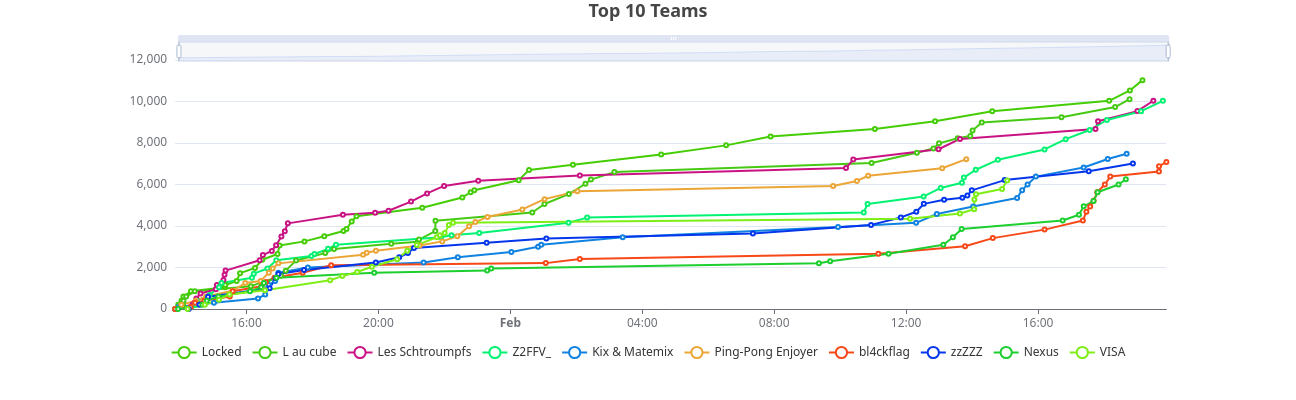 Top 10 Teams
12,000
10,000
8,000
6,000
4,000
2,000
0
16:00 20:00 Feb 04:00 08:00 12:00 16:00
Locked L au cube Les Schtroumpfs Z2FFV_ Kix & Matemix Ping-Pong Enjoyer bl4ckflag zzZZZ Nexus VISA